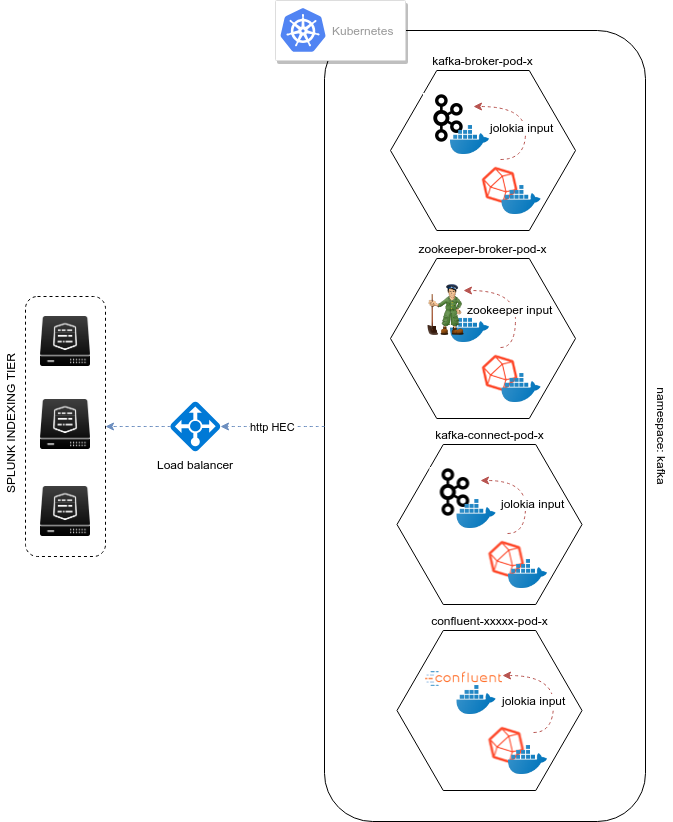 Kubernetes
kafka-broker-pod-x
jolokia input
zookeeper-broker-pod-x
zookeeper input
SPLUNK INDEXING TIER
http HEC
Load balancer
namespace: kafka
kafka-connect-pod-x
jolokia input
confluent-xxxxx-pod-x
confluent
jolokia input